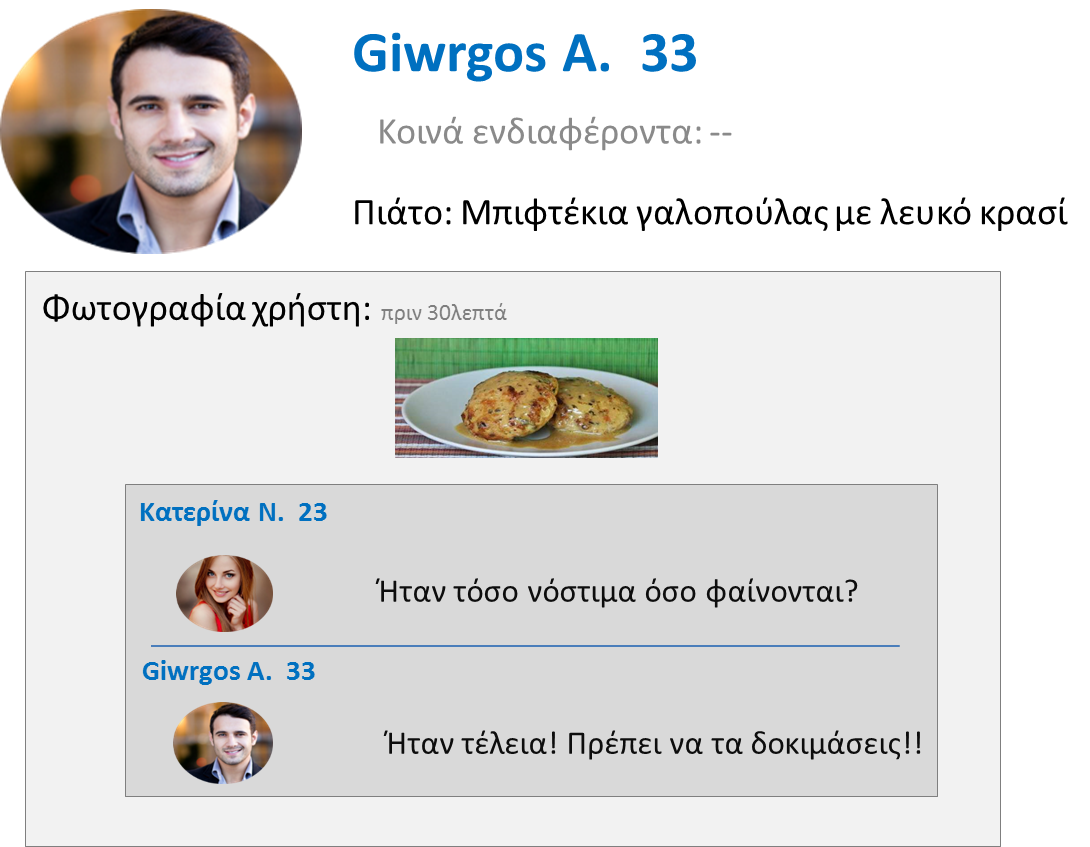 Giwrgos A. 33
Κοινά ενδιαφέροντα: --
Πιάτο: Μπιφτέκια γαλοπούλας με λευκό κρασί
Φωτογραφία χρήστη: πριν 30λεπτά
Κατερίνα Ν. 23
Ήταν τόσο νόστιμα όσο φαίνονται?
Giwrgos A. 33
Ήταν τέλεια! Πρέπει να τα δοκιμάσεις!!